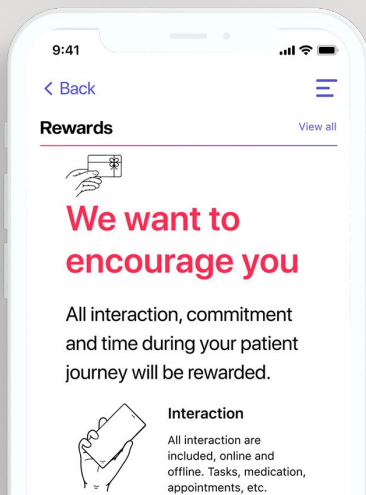 9:41
Back
Rewards View all
We want to
encourage you
All interaction, commitment
and time during your patient
journey will be rewarded.
Interaction
All interaction are
included, online and
offline. Tasks, medication,
appointments, etc.